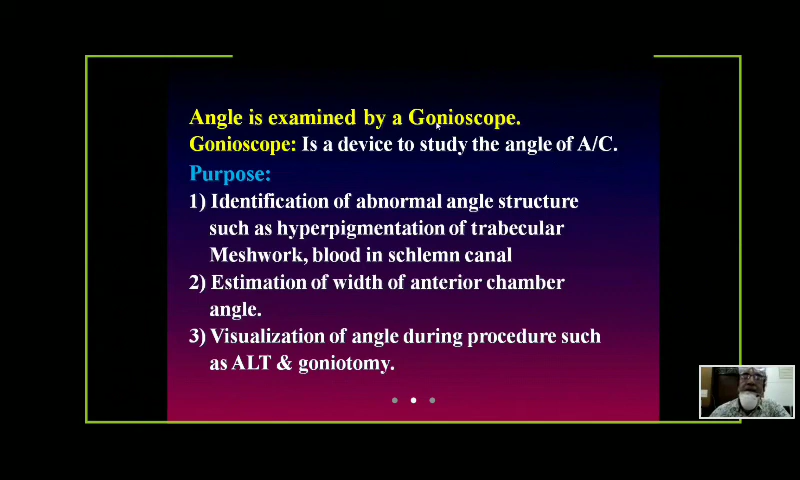 Angle is examined by a Gonioscope.
Gonioscope: Is a device to study the angle of A/C.
Purpose:
1) Identification of abnormal angle structure
such as hyperpigmentation of trabecular
Meshwork, blood in schlemn canal
2) Estimation of width of anterior chamber
angle.
3) Visualization of angle during procedure such
as ALT & goniotomy.